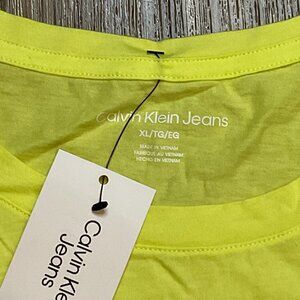 Calvin Klein Jeans
XL/TG/EG
MADE IN VIETNAM
FABRIQUÉ AU VIETNAM
HECHO EN VIETNAM
Calvin Kle
Jeans